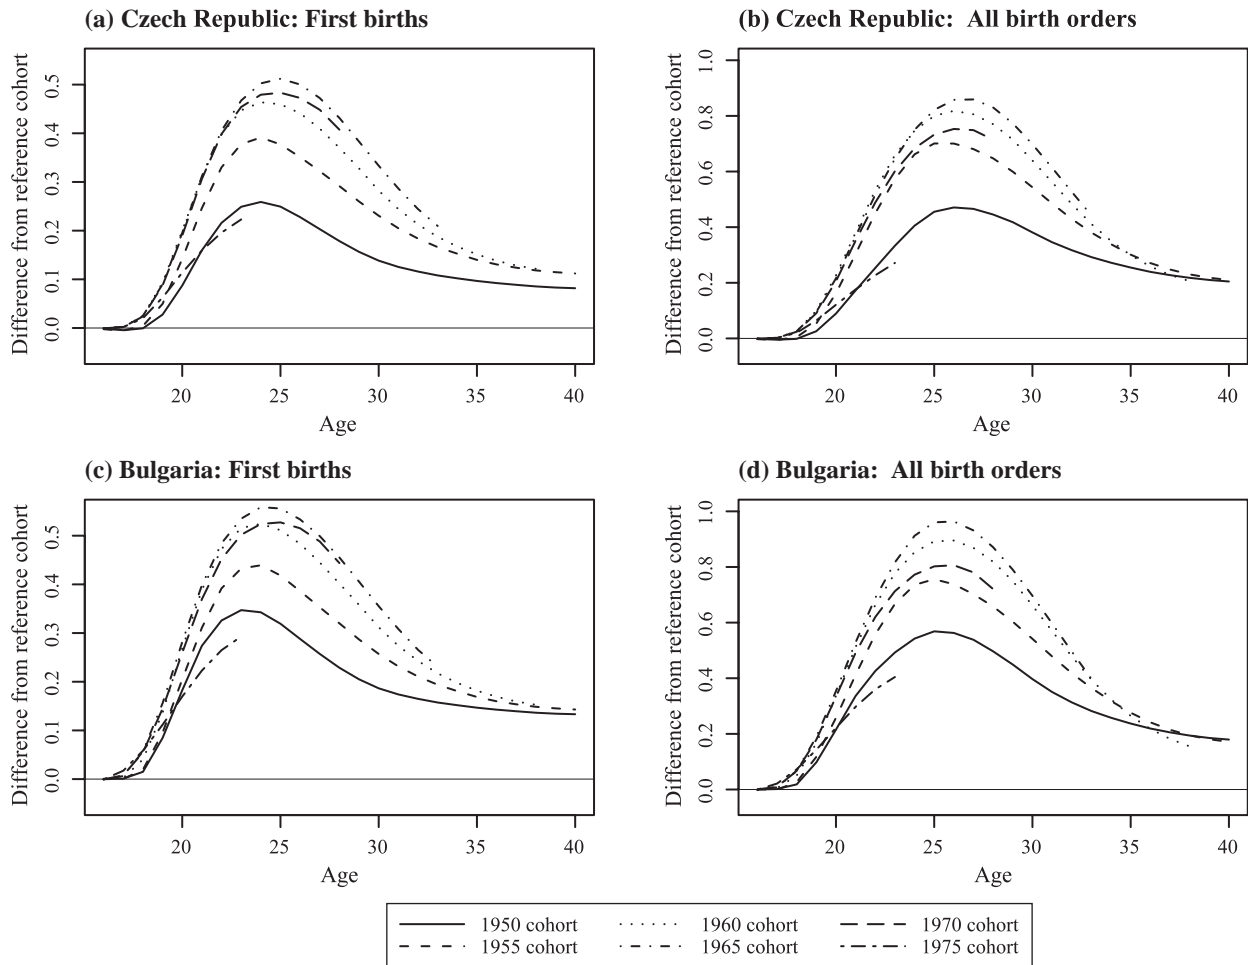 (a) Czech Republic: First births
Difference from reference cohort
0.0 0.1 0.2 0.3 0.4 0.5
20 25 30 35 40
Age
(b) Czech Republic: All birth orders
Difference from reference cohort
0.0 0.2 0.4 0.6 0.8 1.0
20 25 30 35 40
Age
(c) Bulgaria: First births
Difference from reference cohort
0.0 0.1 0.2 0.3 0.4 0.5
20 25 30 35 40
Age
(d) Bulgaria: All birth orders
Difference from reference cohort
0.0 0.2 0.4 0.6 0.8 1.0
20 25 30 35 40
Age
1950 cohort 1960 cohort 1970 cohort
1955 cohort 1965 cohort 1975 cohort